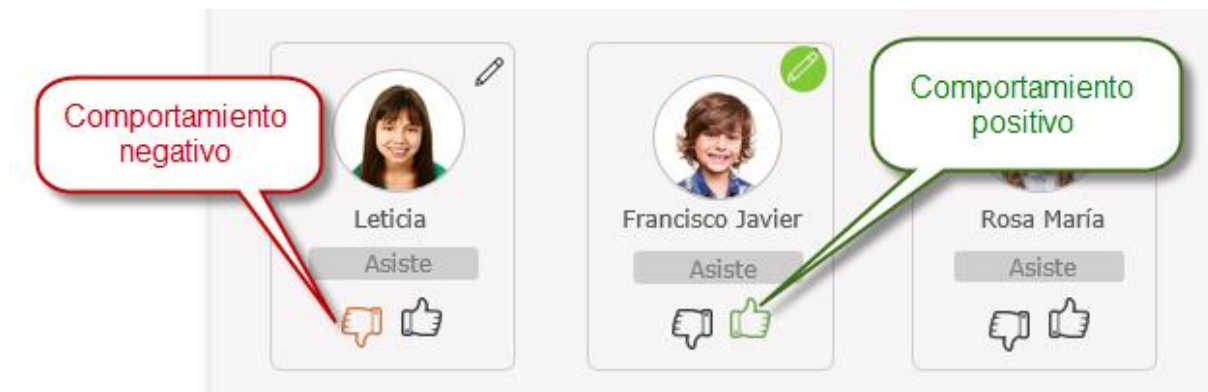 Comportamiento
negativo
Comportamiento
positivo
Leticia
Francisco Javier
Rosa María
Asiste
Asiste
Asiste